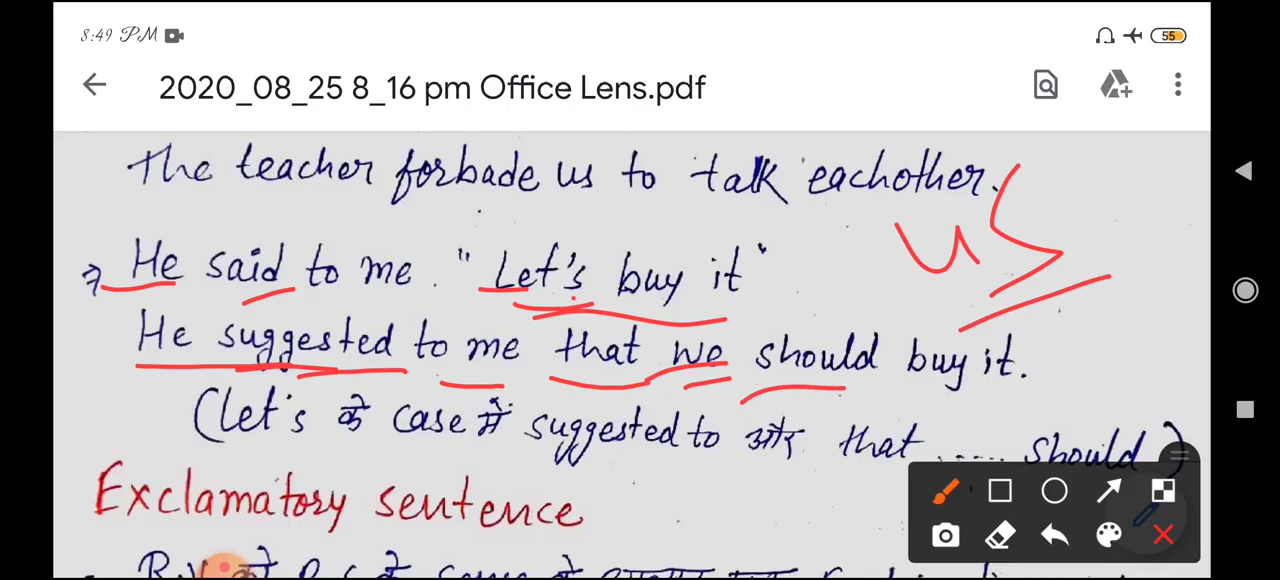 8:49 PM
55
2020_08_25 8_16 pm Office Lens.pdf
The teacher forbade us to talk eachother.
us
→ He said to me. "Let's buy it"
He suggested to me that we should buy it.
(Let's के case में suggested to और that ..... should)
Exclamatory sentence